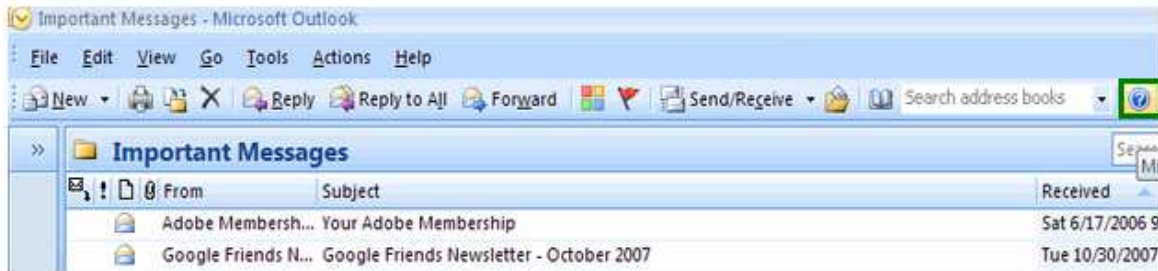 Important Messages - Microsoft Outlook
File Edit View Go Tools Actions Help
New Reply Reply to All Forward Send/Receive Search address books
Important Messages
From Subject Received
Adobe Membersh... Your Adobe Membership Sat 6/17/2006 9
Google Friends N... Google Friends Newsletter - October 2007 Tue 10/30/2007